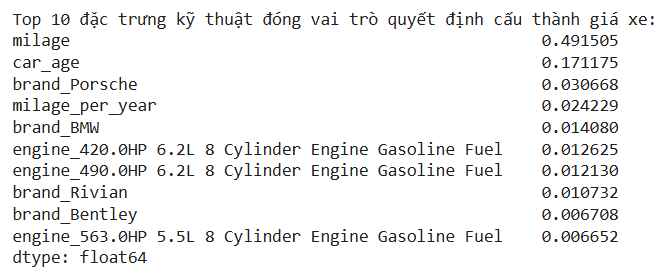 Top 10 đặc trưng kỹ thuật đóng vai trò quyết định cấu thành giá xe:
milage 0.491505
car_age 0.171175
brand_Porsche 0.030668
milage_per_year 0.024229
brand_BMW 0.014080
engine_420.0HP 6.2L 8 Cylinder Engine Gasoline Fuel 0.012625
engine_490.0HP 6.2L 8 Cylinder Engine Gasoline Fuel 0.012130
brand_Rivian 0.010732
brand_Bentley 0.006708
engine_563.0HP 5.5L 8 Cylinder Engine Gasoline Fuel 0.006652
dtype: float64